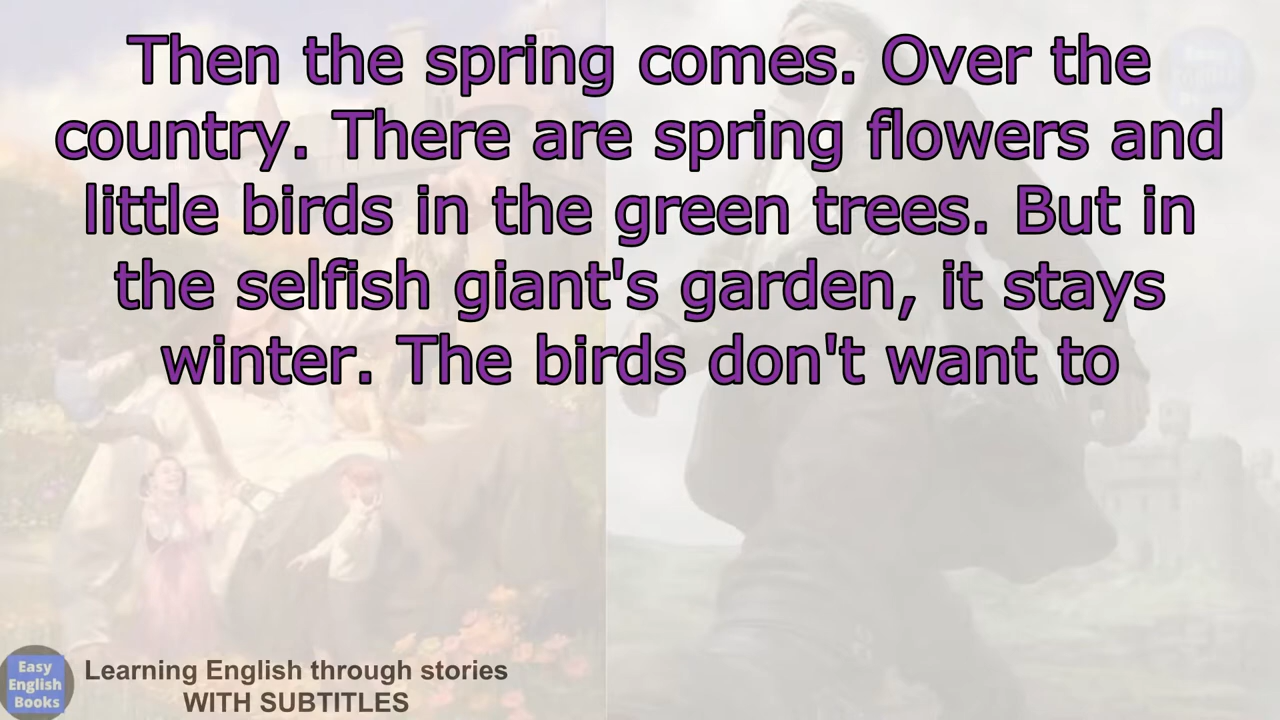 Then the spring comes. Over the
country. There are spring flowers and
little birds in the green trees. But in
the selfish giant's garden, it stays
winter. The birds don't want to
Easy
English
Books
Learning English through stories
WITH SUBTITLES